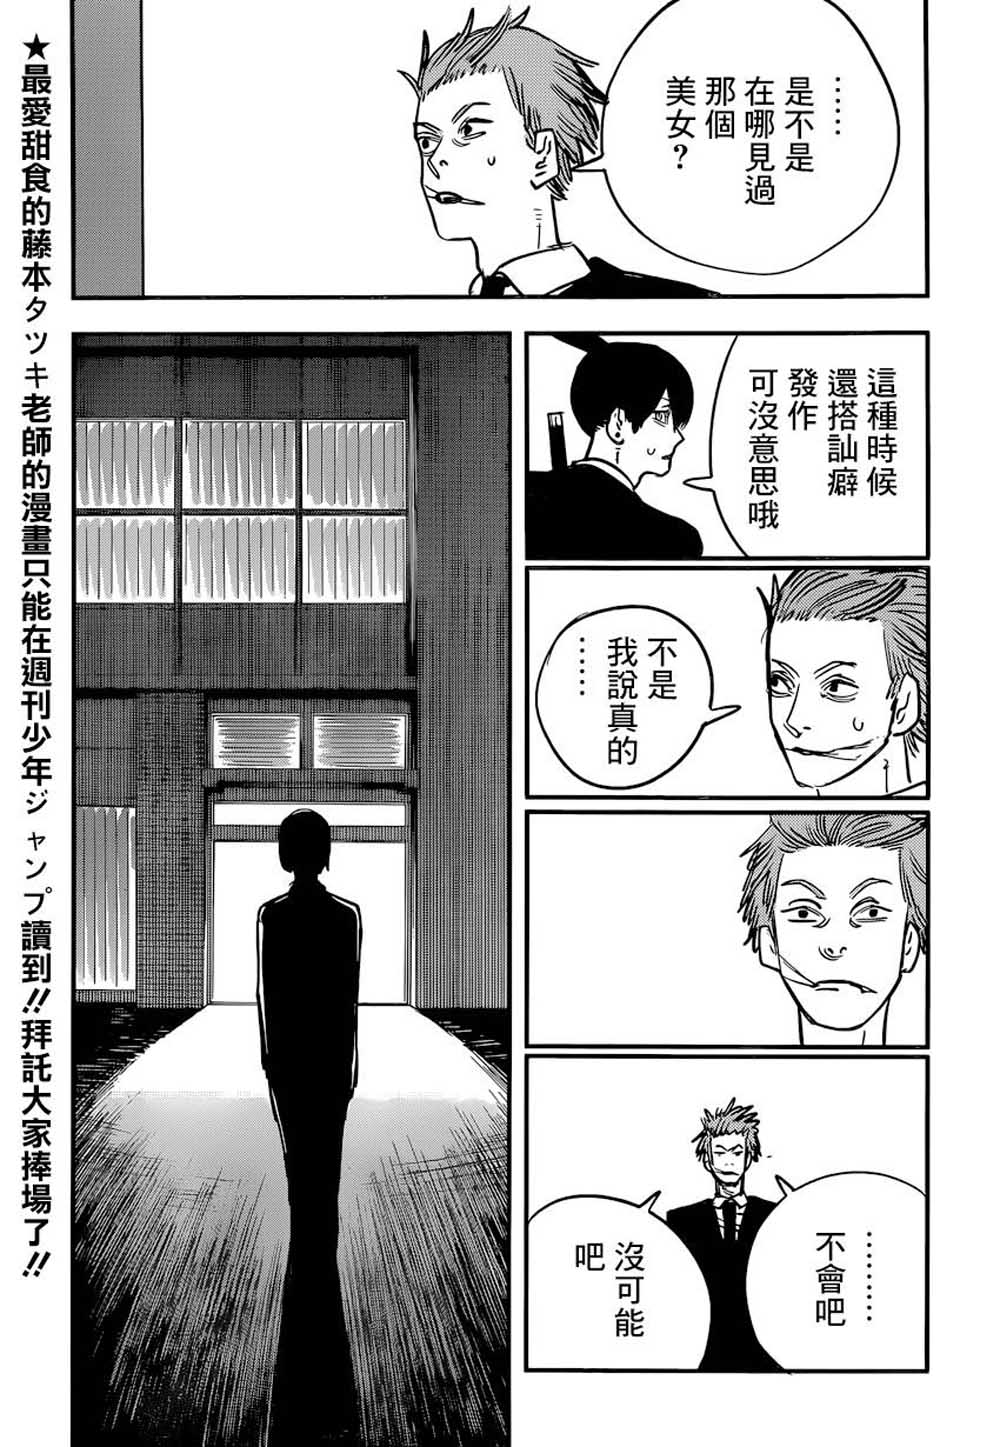 ……
是不是
在哪見過
那個
美女？
這種時候
還搭訕癖
發作
可沒意思哦
不是
我說真的
……
………
不會吧
沒可能
吧
★最愛甜食的藤本タツキ老師的漫畫只能在週刊少年ジャンプ讀到!!拜託大家捧場了!!